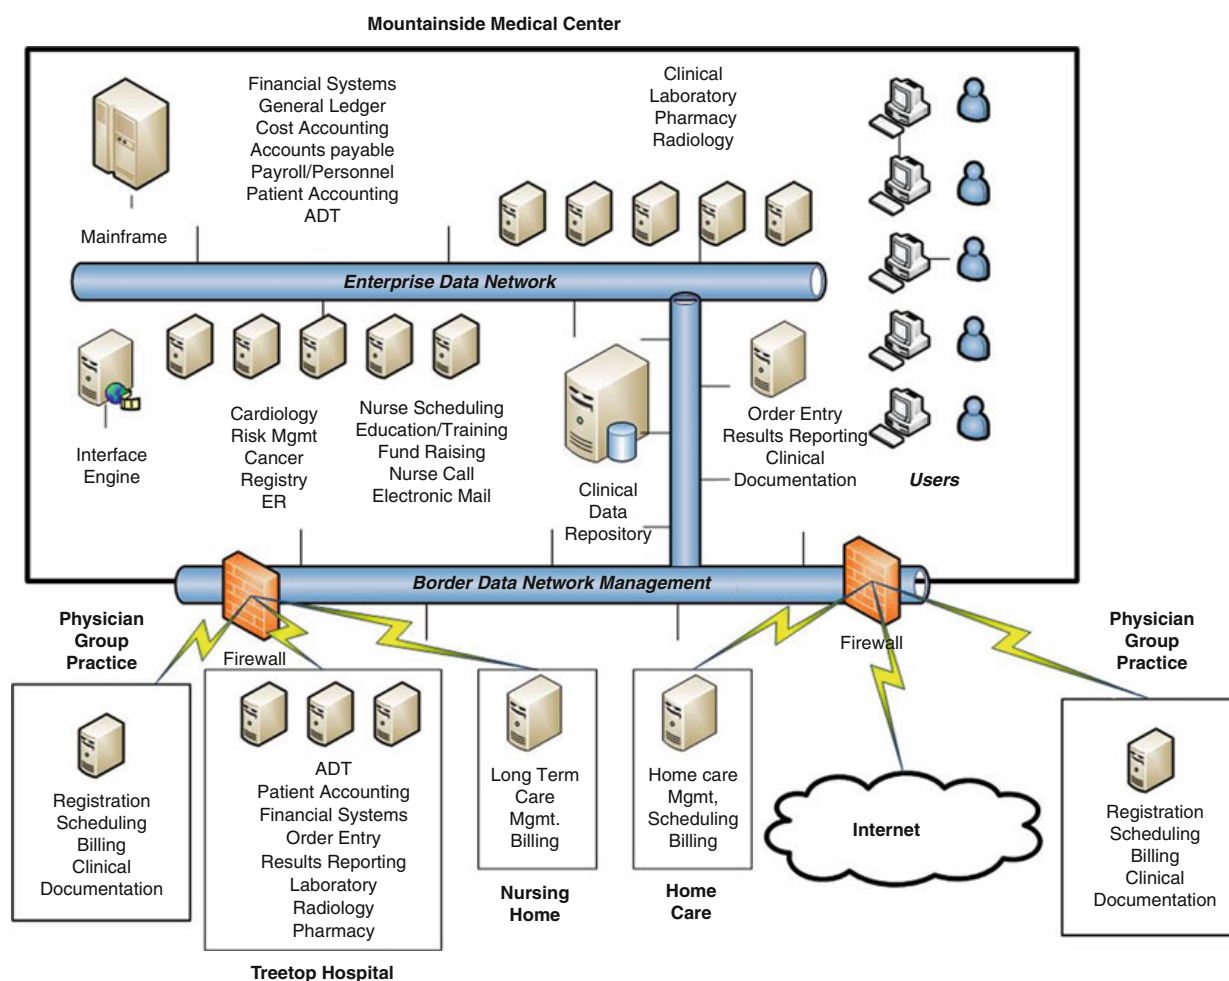 Mountainside Medical Center
Financial Systems
General Ledger
Cost Accounting
Accounts payable
Payroll/Personnel
Patient Accounting
ADT
Clinical
Laboratory
Pharmacy
Radiology
Mainframe
Enterprise Data Network
Interface
Engine
Cardiology
Risk Mgmt
Cancer
Registry
ER
Nurse Scheduling
Education/Training
Fund Raising
Nurse Call
Electronic Mail
Clinical
Data
Repository
Order Entry
Results Reporting
Clinical
Documentation
Users
Border Data Network Management
Firewall
Firewall
Physician
Group
Practice
Registration
Scheduling
Billing
Clinical
Documentation
ADT
Patient Accounting
Financial Systems
Order Entry
Results Reporting
Laboratory
Radiology
Pharmacy
Treetop Hospital
Long Term
Care
Mgmt.
Billing
Nursing
Home
Home care
Mgmt,
Scheduling
Billing
Home
Care
Internet
Physician
Group
Practice
Registration
Scheduling
Billing
Clinical
Documentation